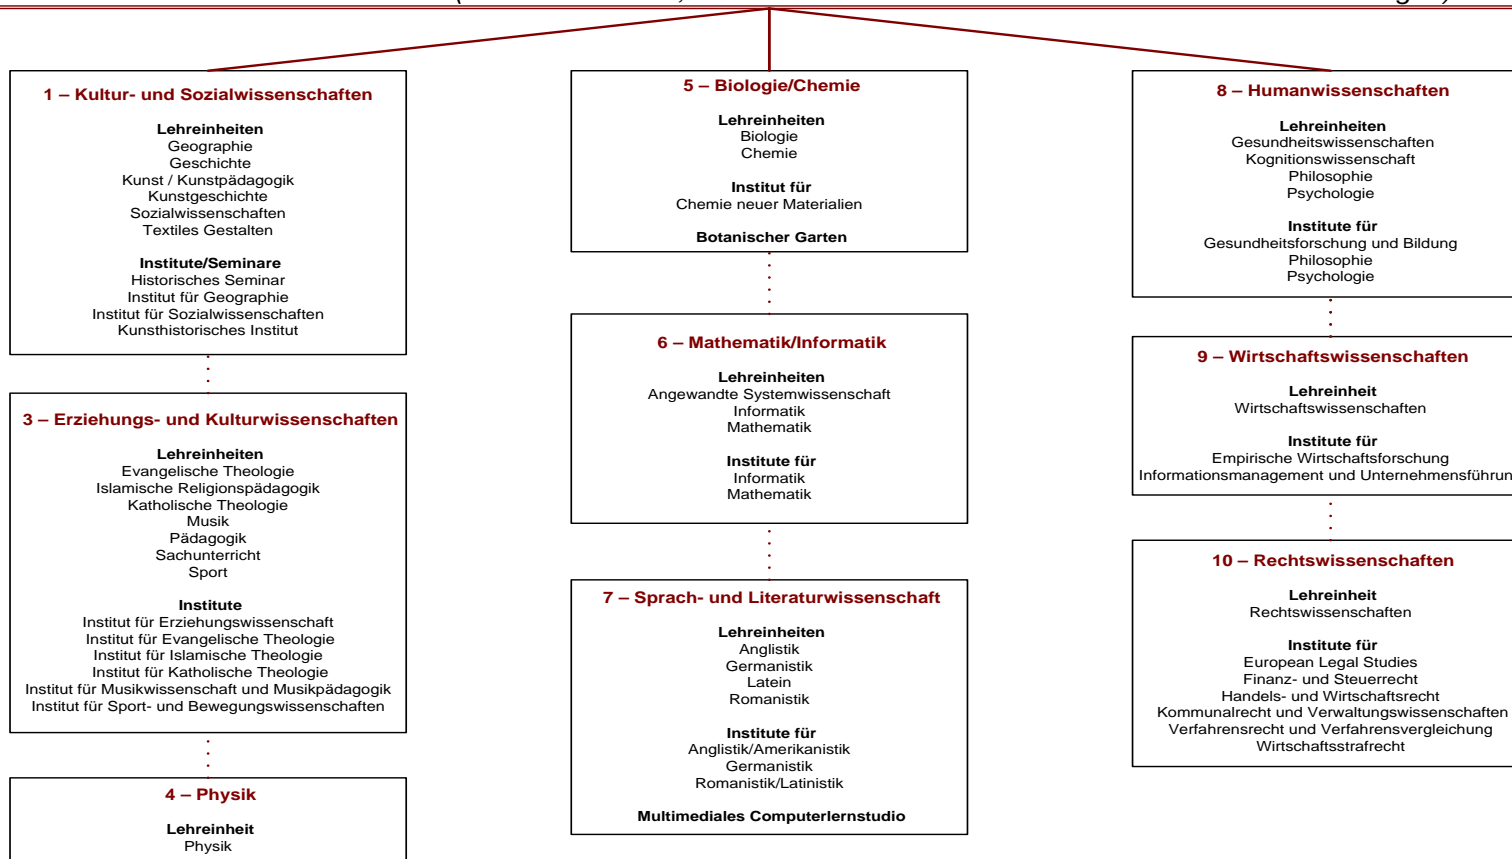 1 – Kultur- und Sozialwissenschaften
Lehreinheiten
Geographie
Geschichte
Kunst / Kunstpädagogik
Kunstgeschichte
Sozialwissenschaften
Textiles Gestalten
Institute/Seminare
Historisches Seminar
Institut für Geographie
Institut für Sozialwissenschaften
Kunsthistorisches Institut
3 – Erziehungs- und Kulturwissenschaften
Lehreinheiten
Evangelische Theologie
Islamische Religionspädagogik
Katholische Theologie
Musik
Pädagogik
Sachunterricht
Sport
Institute
Institut für Erziehungswissenschaft
Institut für Evangelische Theologie
Institut für Islamische Theologie
Institut für Katholische Theologie
Institut für Musikwissenschaft und Musikpädagogik
Institut für Sport- und Bewegungswissenschaften
4 – Physik
Lehreinheit
Physik
5 – Biologie/Chemie
Lehreinheiten
Biologie
Chemie
Institut für
Chemie neuer Materialien
Botanischer Garten
6 – Mathematik/Informatik
Lehreinheiten
Angewandte Systemwissenschaft
Informatik
Mathematik
Institute für
Informatik
Mathematik
7 – Sprach- und Literaturwissenschaft
Lehreinheiten
Anglistik
Germanistik
Latein
Romanistik
Institute für
Anglistik/Amerikanistik
Germanistik
Romanistik/Latinistik
Multimediales Computerlernstudio
8 – Humanwissenschaften
Lehreinheiten
Gesundheitswissenschaften
Kognitionswissenschaft
Philosophie
Psychologie
Institute für
Gesundheitsforschung und Bildung
Philosophie
Psychologie
9 – Wirtschaftswissenschaften
Lehreinheit
Wirtschaftswissenschaften
Institute für
Empirische Wirtschaftsforschung
Informationsmanagement und Unternehmensführun
10 – Rechtswissenschaften
Lehreinheit
Rechtswissenschaften
Institute für
European Legal Studies
Finanz- und Steuerrecht
Handels- und Wirtschaftsrecht
Kommunalrecht und Verwaltungswissenschaften
Verfahrensrecht und Verfahrensvergleichung
Wirtschaftsstrafrecht